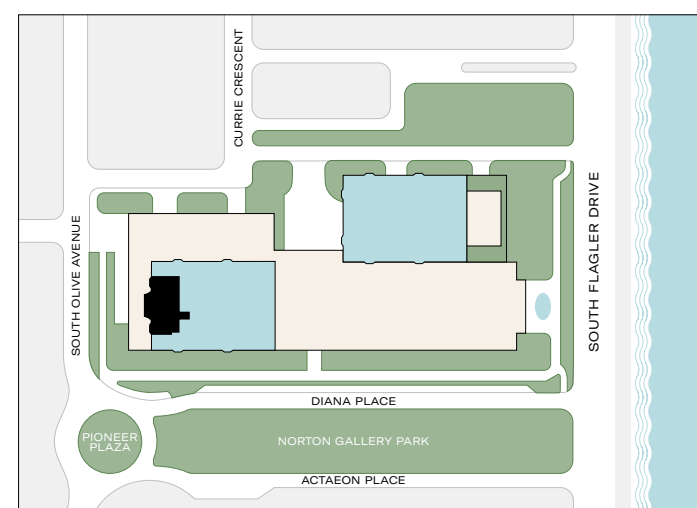 CURRIE CRESCENT
SOUTH OLIVE AVENUE
SOUTH FLAGLER DRIVE
DIANA PLACE
PIONEER
PLAZA
NORTON GALLERY PARK
ACTAEON PLACE